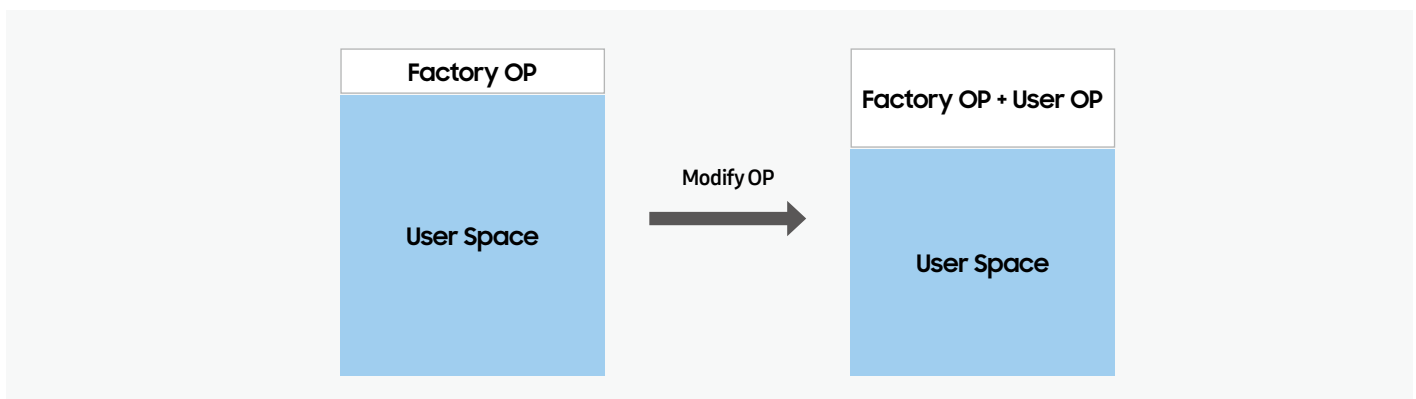 Factory OP
User Space
Modify OP
Factory OP + User OP
User Space